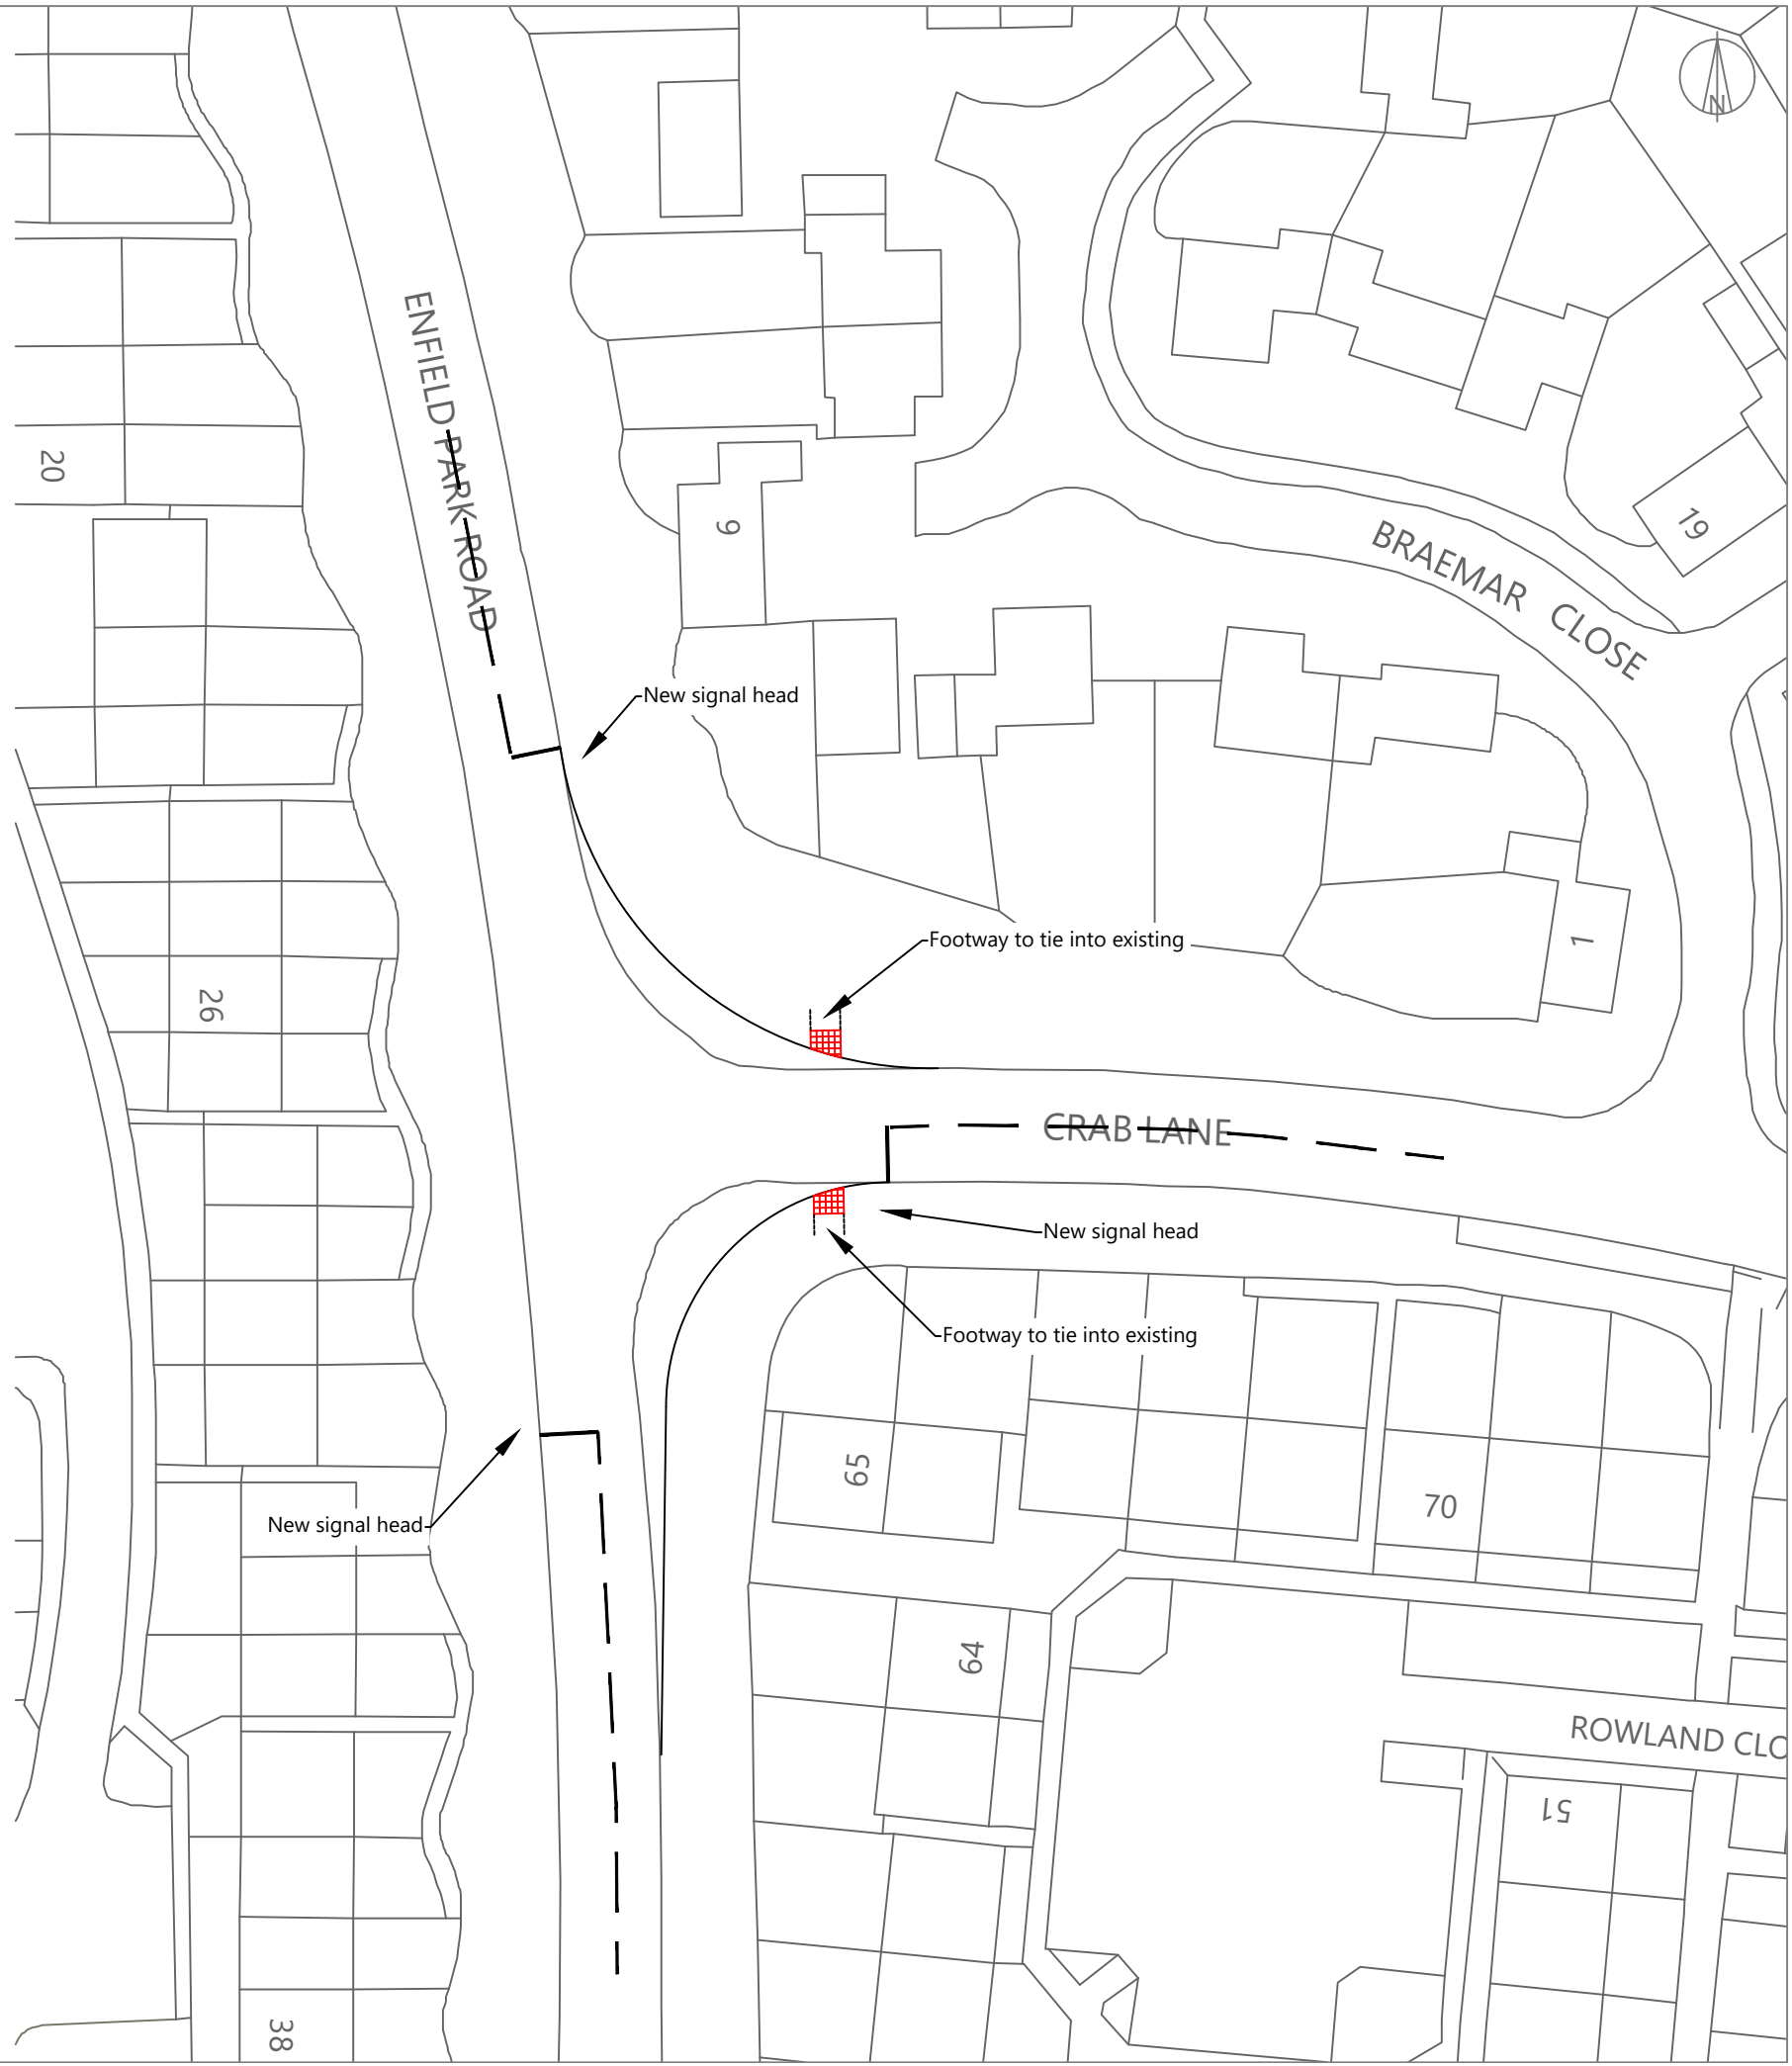 N
ENFIELD PARK ROAD
20
9
19
BRAEMAR CLOSE
New signal head
Footway to tie into existing
1
26
CRAB LANE
New signal head
Footway to tie into existing
65
70
New signal head
64
ROWLAND CLO
51
38